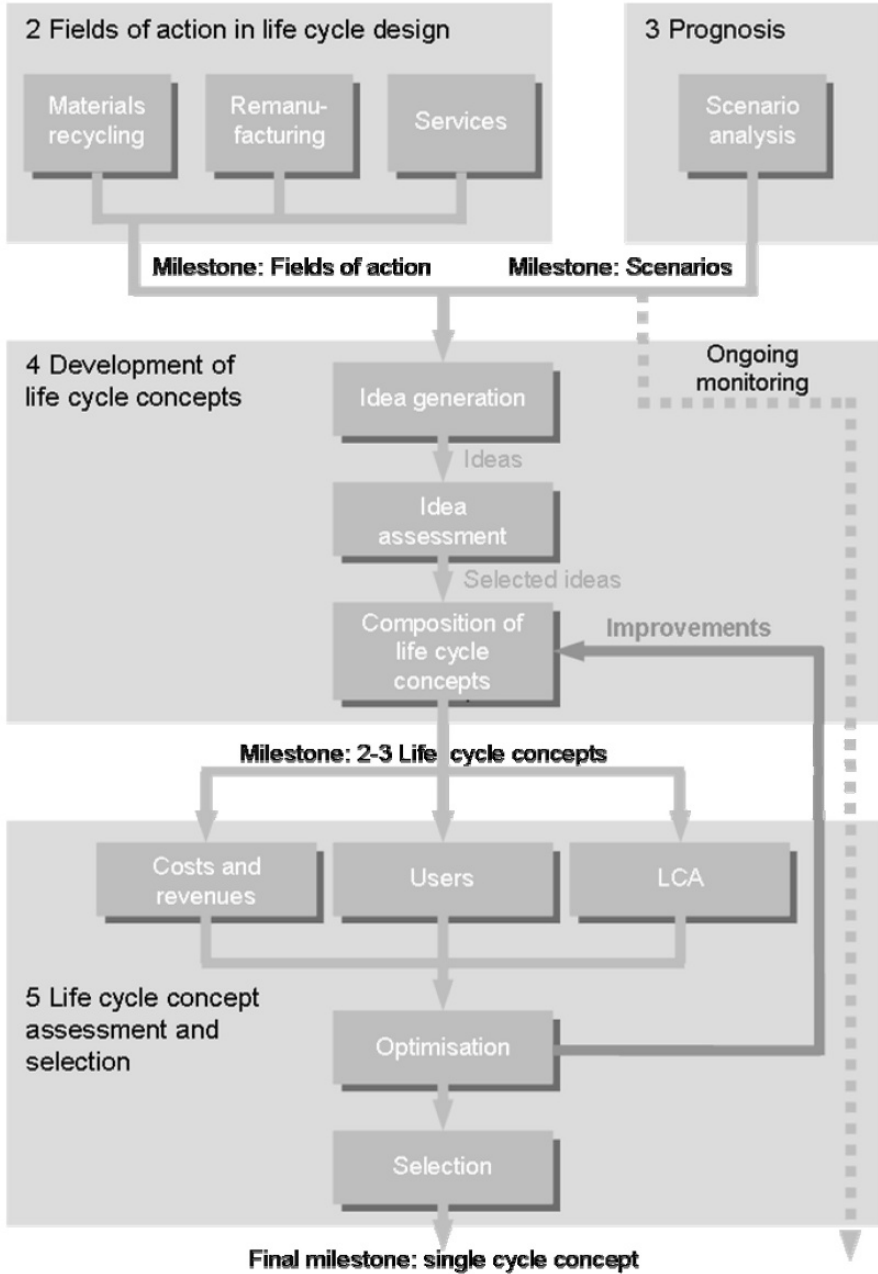 2 Fields of action in life cycle design
3 Prognosis
Materials
recycling
Remanu-
facturing
Services
Scenario
analysis
Milestone: Fields of action
Milestone: Scenarios
4 Development of
life cycle concepts
Ongoing
monitoring
Idea generation
Ideas
Idea
assessment
Selected ideas
Composition of
life cycle
concepts
Improvements
Milestone: 2-3 Life cycle concepts
Costs and
revenues
Users
LCA
5 Life cycle concept
assessment and
selection
Optimisation
Selection
Final milestone: single cycle concept